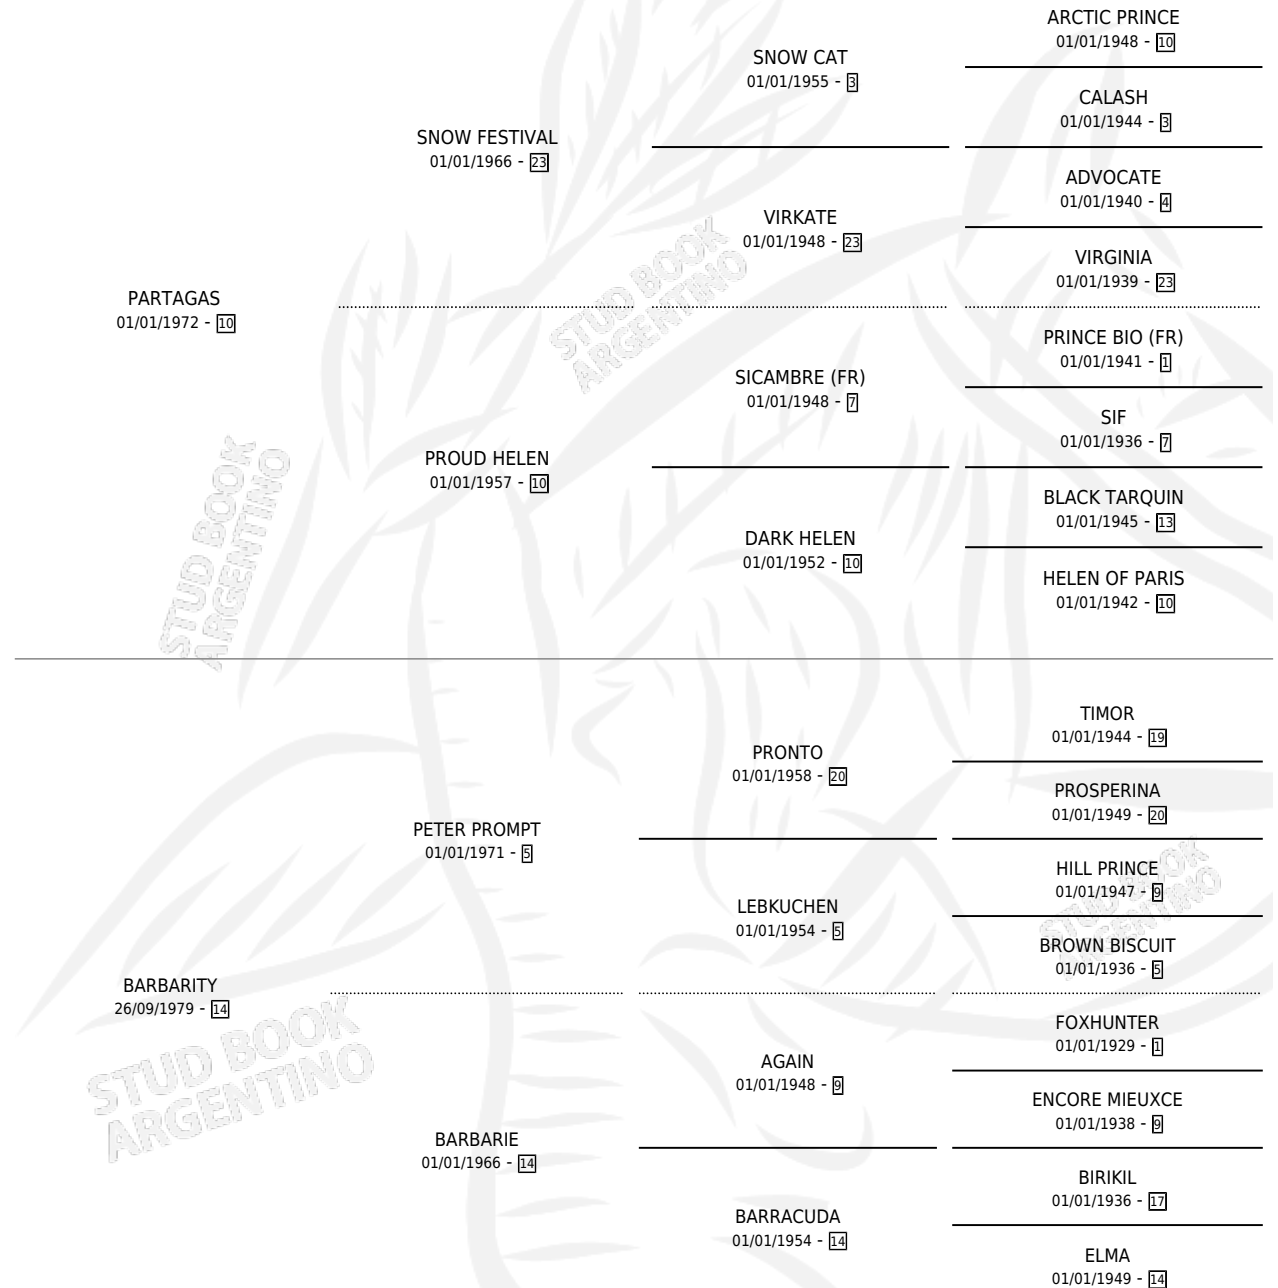 ARCTIC PRINCE
01/01/1948 - 10
SNOW CAT
01/01/1955 - 3
CALASH
01/01/1944 - 3
SNOW FESTIVAL
01/01/1966 - 23
ADVOCATE
01/01/1940 - 4
VIRKATE
01/01/1948 - 23
VIRGINIA
01/01/1939 - 23
PARTAGAS
01/01/1972 - 10
PRINCE BIO (FR)
01/01/1941 - 1
SICAMBRE (FR)
01/01/1948 - 7
SIF
01/01/1936 - 7
PROUD HELEN
01/01/1957 - 10
BLACK TARQUIN
01/01/1945 - 13
DARK HELEN
01/01/1952 - 10
HELEN OF PARIS
01/01/1942 - 10
STUD BOOK
ARGENTINO
STUD BOOK
ARGENTINO
TIMOR
01/01/1944 - 19
PRONTO
01/01/1958 - 20
PROSPERINA
01/01/1949 - 20
PETER PROMPT
01/01/1971 - 5
HILL PRINCE
01/01/1947 - 9
LEBKUCHEN
01/01/1954 - 5
BROWN BISCUIT
01/01/1936 - 5
BARBARITY
26/09/1979 - 14
FOXHUNTER
01/01/1929 - 1
AGAIN
01/01/1948 - 9
ENCORE MIEUXCE
01/01/1938 - 9
BARBARIE
01/01/1966 - 14
BIRIKIL
01/01/1936 - 17
BARRACUDA
01/01/1954 - 14
ELMA
01/01/1949 - 14
STUD BOOK
ARGENTINO
STUD BOOK
ARGENTINO